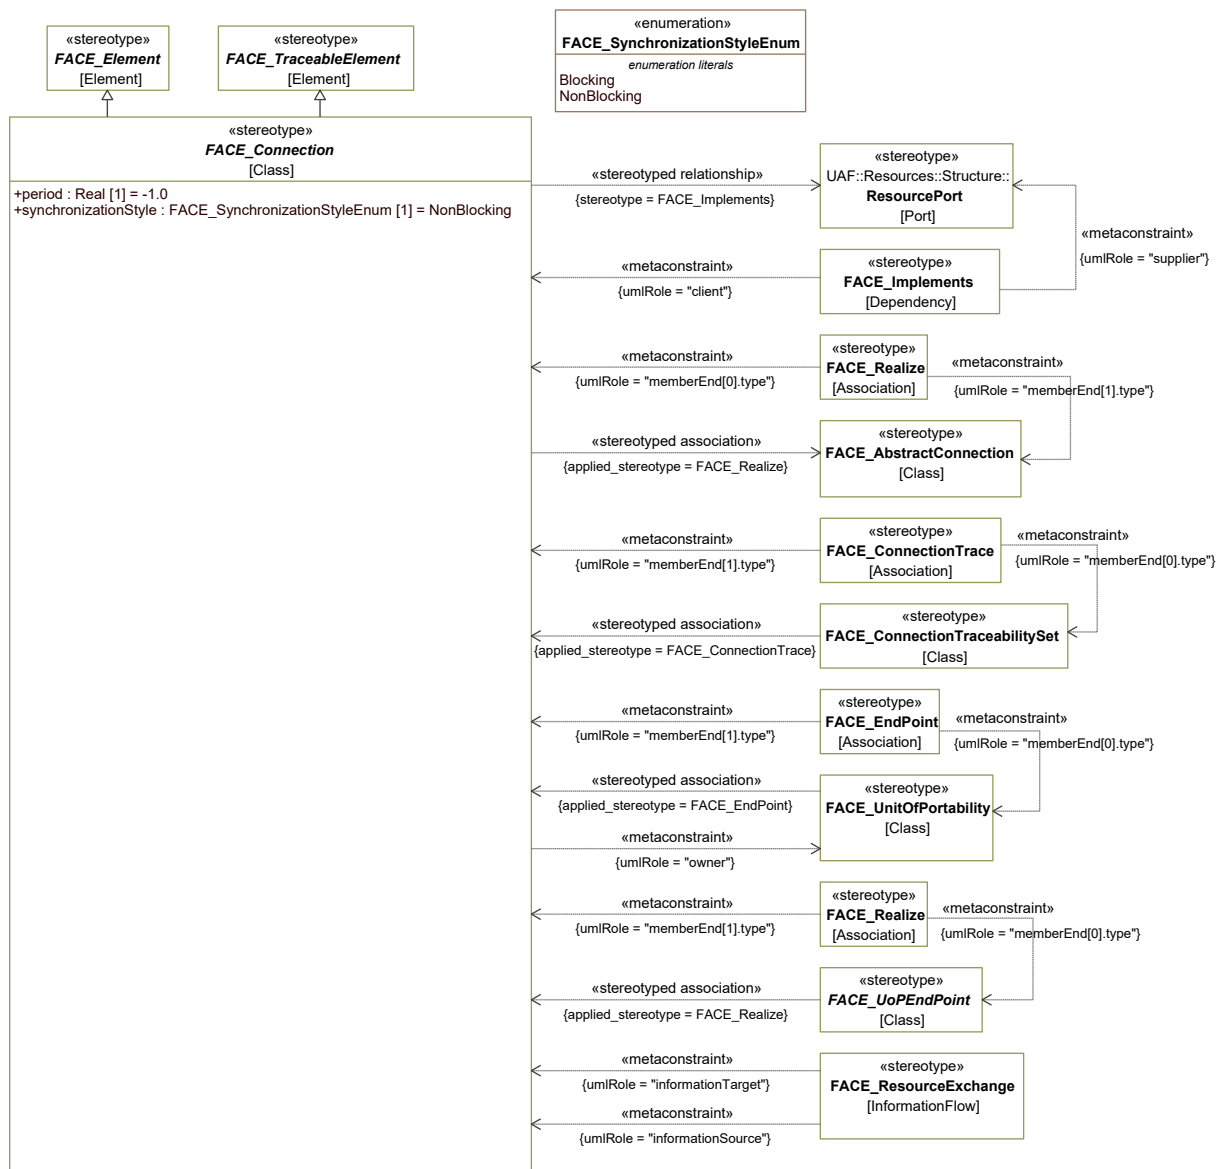 «stereotype»
FACE_Element
[Element]
«stereotype»
FACE_TraceableElement
[Element]
«enumeration»
FACE_SynchronizationStyleEnum
enumeration literals
Blocking
NonBlocking
«stereotype»
FACE_Connection
[Class]
+period : Real [1] = -1.0
+synchronizationStyle : FACE_SynchronizationStyleEnum [1] = NonBlocking
«stereotyped relationship»
{stereotype = FACE_Implements}
«stereotype»
UAF::Resources::Structure::
ResourcePort
[Port]
«metaconstraint»
{umlRole = "supplier"}
«metaconstraint»
{umlRole = "client"}
«stereotype»
FACE_Implements
[Dependency]
«metaconstraint»
{umlRole = "memberEnd[0].type"}
«stereotype»
FACE_Realize
[Association]
«metaconstraint»
{umlRole = "memberEnd[1].type"}
«stereotyped association»
{applied_stereotype = FACE_Realize}
«stereotype»
FACE_AbstractConnection
[Class]
«metaconstraint»
{umlRole = "memberEnd[1].type"}
«stereotype»
FACE_ConnectionTrace
[Association]
«metaconstraint»
{umlRole = "memberEnd[0].type"}
«stereotyped association»
{applied_stereotype = FACE_ConnectionTrace}
«stereotype»
FACE_ConnectionTraceabilitySet
[Class]
«metaconstraint»
{umlRole = "memberEnd[1].type"}
«stereotype»
FACE_EndPoint
[Association]
«metaconstraint»
{umlRole = "memberEnd[0].type"}
«stereotyped association»
{applied_stereotype = FACE_EndPoint}
«stereotype»
FACE_UnitOfPortability
[Class]
«metaconstraint»
{umlRole = "owner"}
«metaconstraint»
{umlRole = "memberEnd[1].type"}
«stereotype»
FACE_Realize
[Association]
«metaconstraint»
{umlRole = "memberEnd[0].type"}
«stereotyped association»
{applied_stereotype = FACE_Realize}
«stereotype»
FACE_UoPEndPoint
[Class]
«metaconstraint»
{umlRole = "informationTarget"}
«stereotype»
FACE_ResourceExchange
[InformationFlow]
«metaconstraint»
{umlRole = "informationSource"}